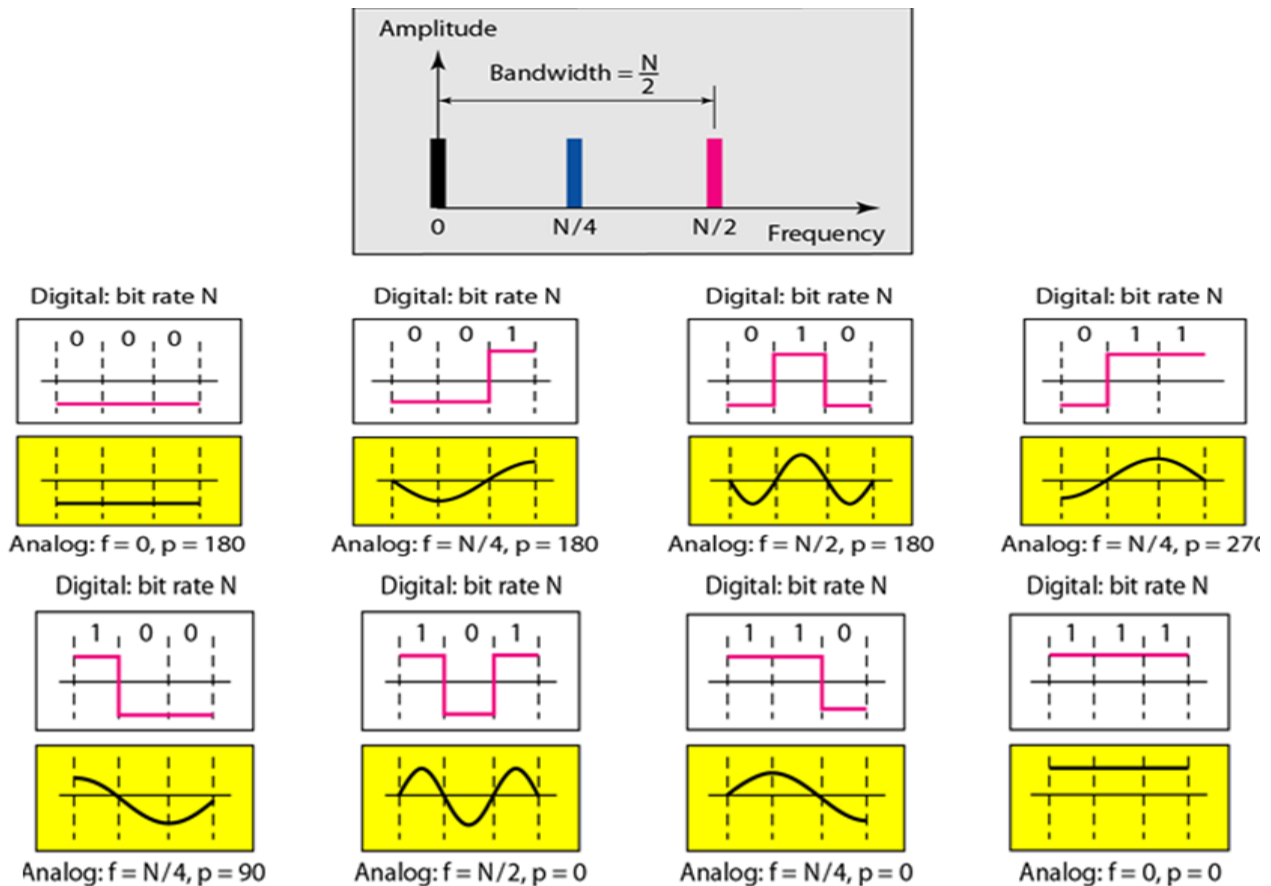 Amplitude
Bandwidth = N/2
0 N/4 N/2 Frequency
Digital: bit rate N Digital: bit rate N Digital: bit rate N Digital: bit rate N
0 0 0 0 0 1 0 1 0 0 1 1
Analog: f = 0, p = 180 Analog: f = N/4, p = 180 Analog: f = N/2, p = 180 Analog: f = N/4, p = 270
Digital: bit rate N Digital: bit rate N Digital: bit rate N Digital: bit rate N
1 0 0 1 0 1 1 1 0 1 1 1
Analog: f = N/4, p = 90 Analog: f = N/2, p = 0 Analog: f = N/4, p = 0 Analog: f = 0, p = 0